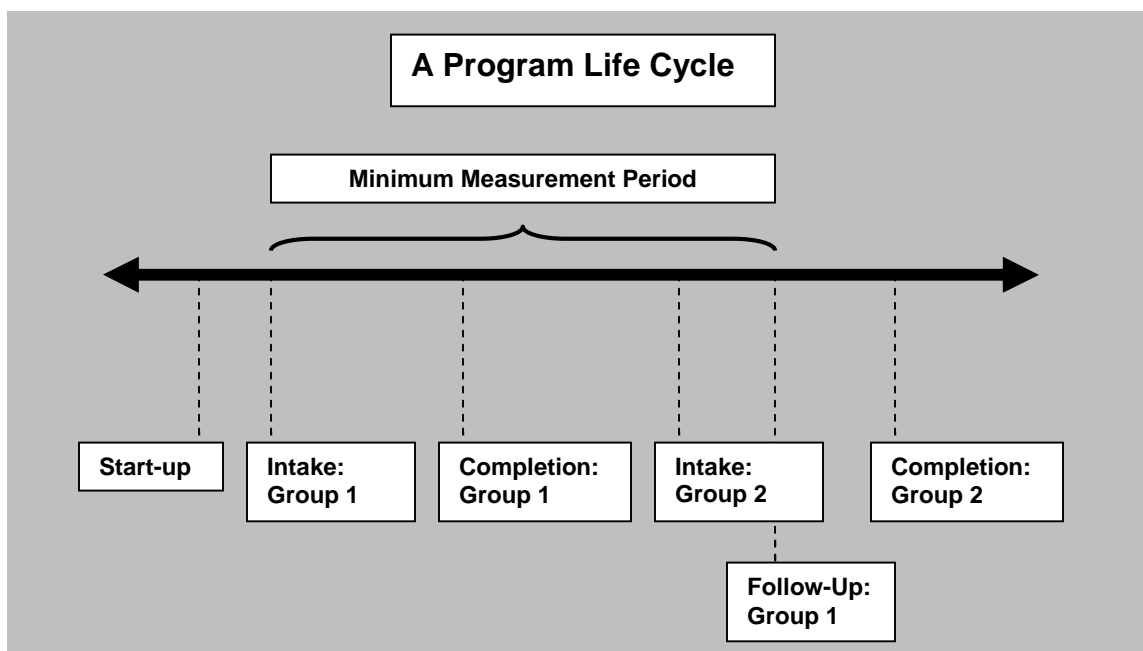 A Program Life Cycle
Minimum Measurement Period
Start-up
Intake:
Group 1
Completion:
Group 1
Intake:
Group 2
Completion:
Group 2
Follow-Up:
Group 1